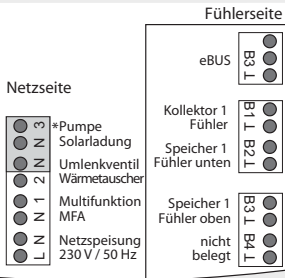 Fühlerseite
eBUS
B3
T
Kollektor 1
Fühler
B1
T
Speicher 1
Fühler unten
B2
T
Speicher 1
Fühler oben
B3
T
nicht
belegt
B4
T
Netzseite
3
N
*Pumpe
Solarladung
N
2
Umlenkventil
Wärmetauscher
1
N
Multifunktion
MFA
N
L
Netzspeisung
230 V / 50 Hz